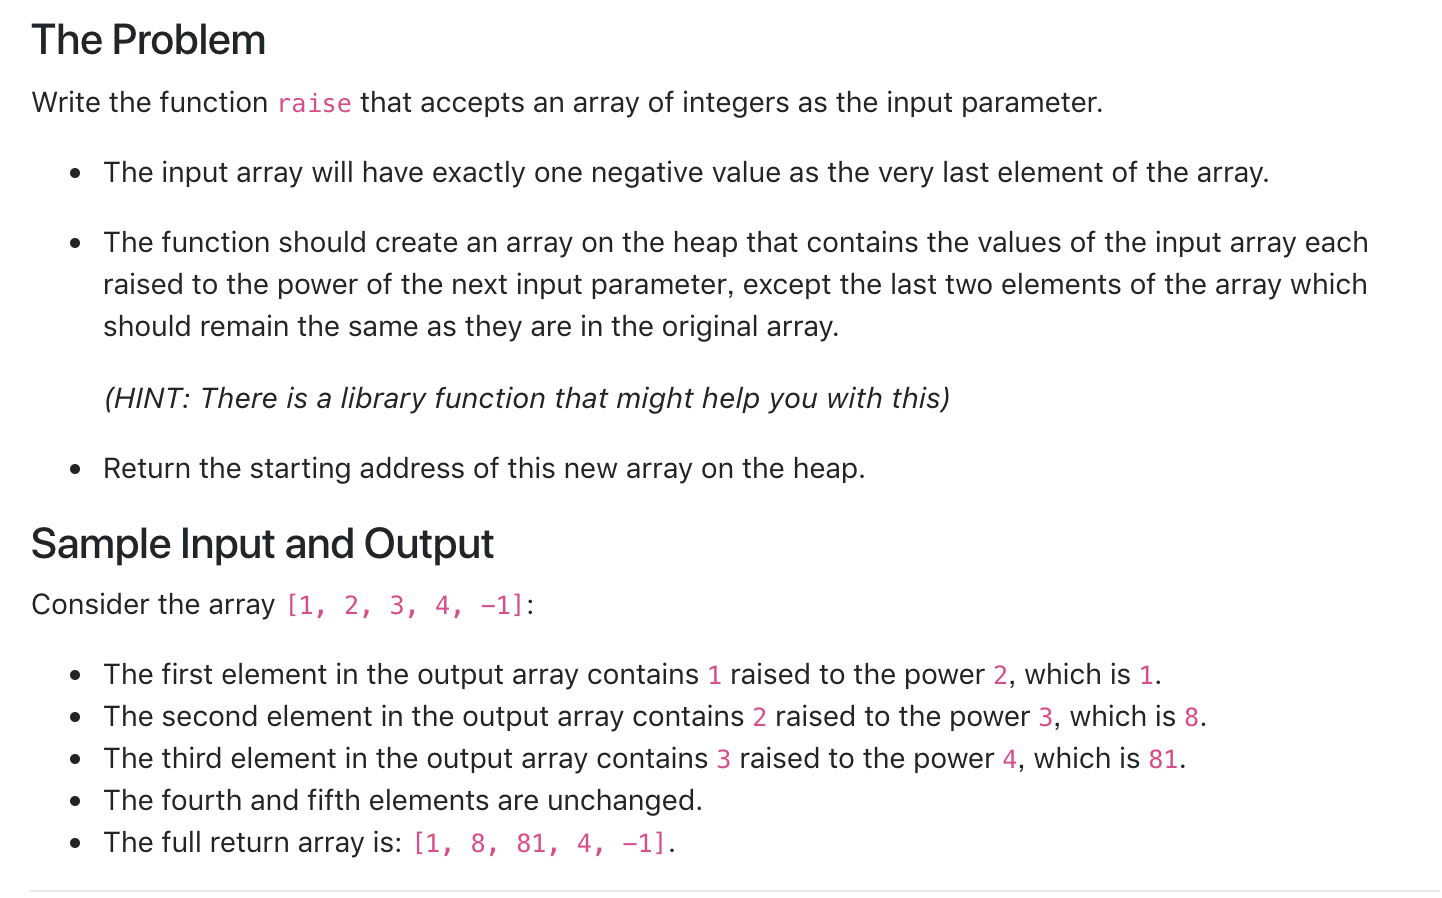 The Problem
Write the function raise that accepts an array of integers as the input parameter.
• The input array will have exactly one negative value as the very last element of the array.
• The function should create an array on the heap that contains the values of the input array each
raised to the power of the next input parameter, except the last two elements of the array which
should remain the same as they are in the original array.
(HINT: There is a library function that might help you with this)
• Return the starting address of this new array on the heap.
Sample Input and Output
Consider the array [1, 2, 3, 4, −1]:
• The first element in the output array contains 1 raised to the power 2, which is 1.
• The second element in the output array contains 2 raised to the power 3, which is 8.
• The third element in the output array contains 3 raised to the power 4, which is 81.
• The fourth and fifth elements are unchanged.
• The full return array is: [1, 8, 81, 4, −1].